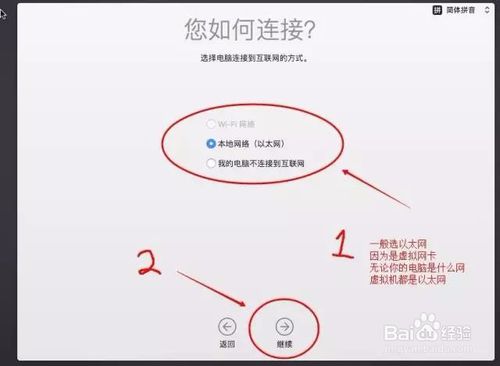 拼 简体拼音
您如何连接?
选择电脑连接到互联网的方式。
Wi-Fi 网络
本地网络（以太网）
我的电脑不连接到互联网
1
一般选以太网
因为是虚拟网卡
无论你的电脑是什么网
虚拟机都是以太网
2
返回
继续
Bai 经验
jingyan.baidu.com